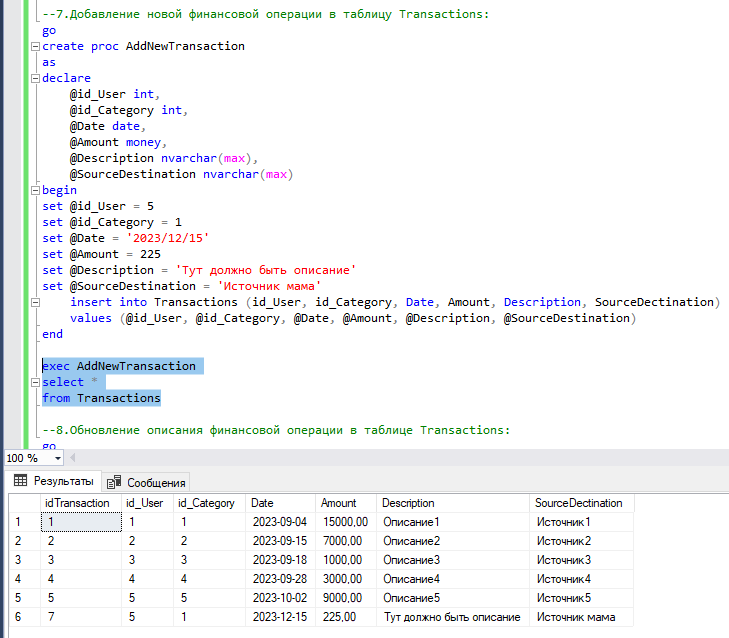 --7.Добавление новой финансовой операции в таблицу Transactions:
go
create proc AddNewTransaction
as
declare
@id_User int,
@id_Category int,
@Date date,
@Amount money,
@Description nvarchar(max),
@SourceDestination nvarchar(max)
begin
set @id_User = 5
set @id_Category = 1
set @Date = '2023/12/15'
set @Amount = 225
set @Description = 'Тут должно быть описание'
set @SourceDestination = 'Источник мама'
insert into Transactions (id_User, id_Category, Date, Amount, Description, SourceDectination)
values (@id_User, @id_Category, @Date, @Amount, @Description, @SourceDestination)
end
exec AddNewTransaction
select *
from Transactions
--8.Обновление описания финансовой операции в таблице Transactions:
go
100 %
Результаты Сообщения
idTransaction id_User id_Category Date Amount Description SourceDectination
1 1 1 1 2023-09-04 15000,00 Описание1 Источник1
2 2 2 2 2023-09-15 7000,00 Описание2 Источник2
3 3 3 3 2023-09-18 1000,00 Описание3 Источник3
4 4 4 4 2023-09-28 3000,00 Описание4 Источник4
5 5 5 5 2023-10-02 9000,00 Описание5 Источник5
6 7 5 1 2023-12-15 225,00 Тут должно быть описание Источник мама